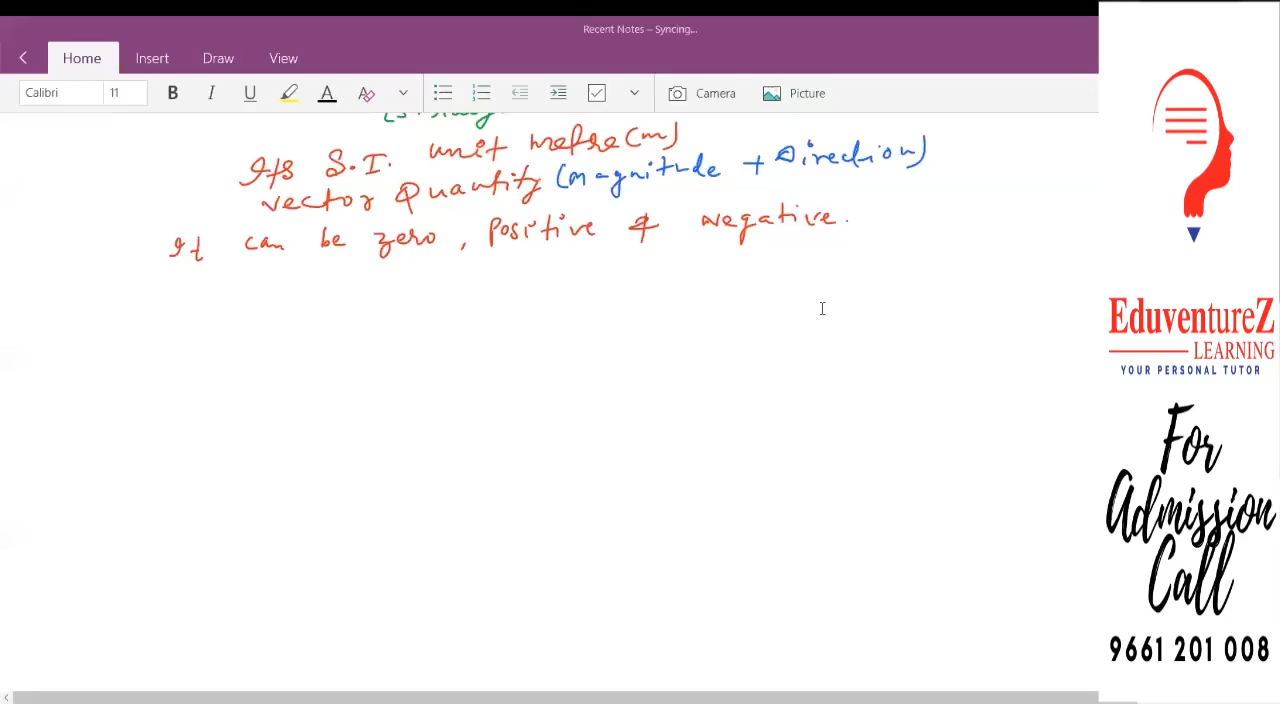 Recent Notes – Syncing...
Home Insert Draw View
Calibri 11 B I U A Camera Picture
Its S.I. unit metre (m)
vector Quantity (magnitude + Direction)
It can be zero, positive & negative.
EduventureZ
LEARNING
YOUR PERSONAL TUTOR
For
Admission
Call
9661 201 008